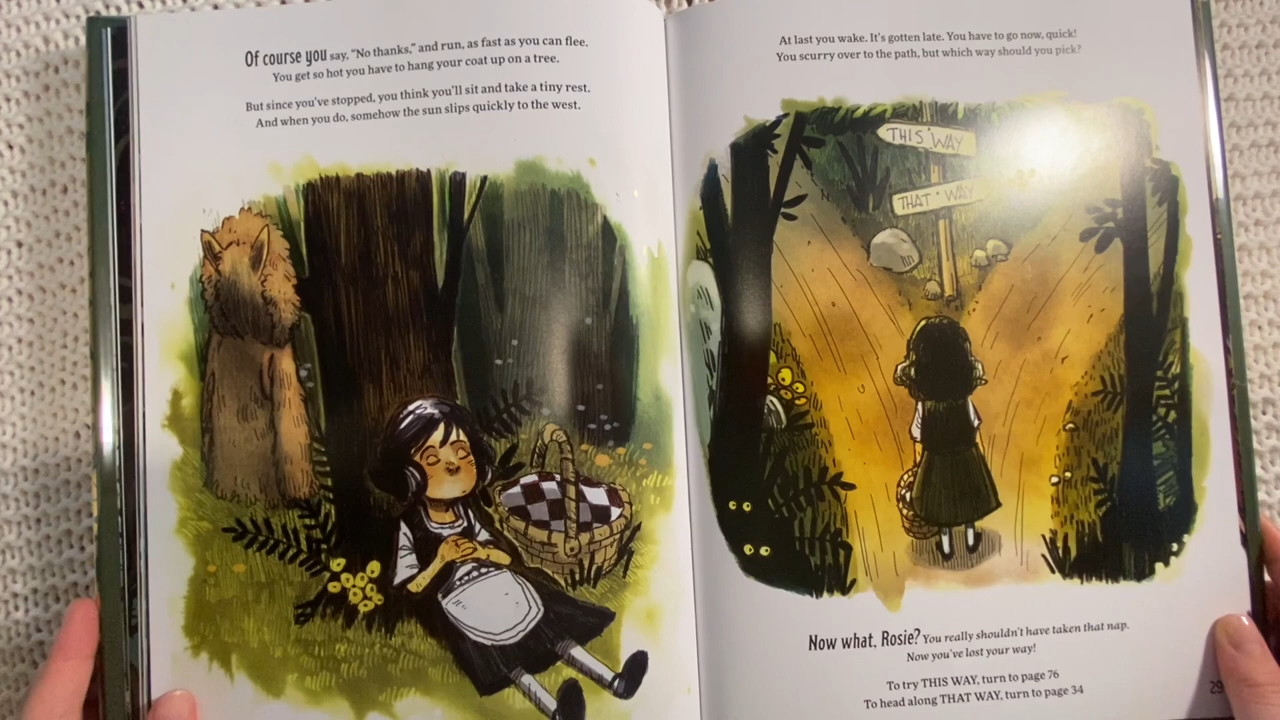 Of course you say, "No thanks," and run, as fast as you can flee.
You get so hot you have to hang your coat up on a tree.
But since you've stopped, you think you'll sit and take a tiny rest.
And when you do, somehow the sun slips quickly to the west.
At last you wake. It's gotten late. You have to go now, quick!
You scurry over to the path, but which way should you pick?
THIS WAY
THAT WAY
Now what, Rosie? You really shouldn't have taken that nap.
Now you've lost your way!
To try THIS WAY, turn to page 76
To head along THAT WAY, turn to page 34
29